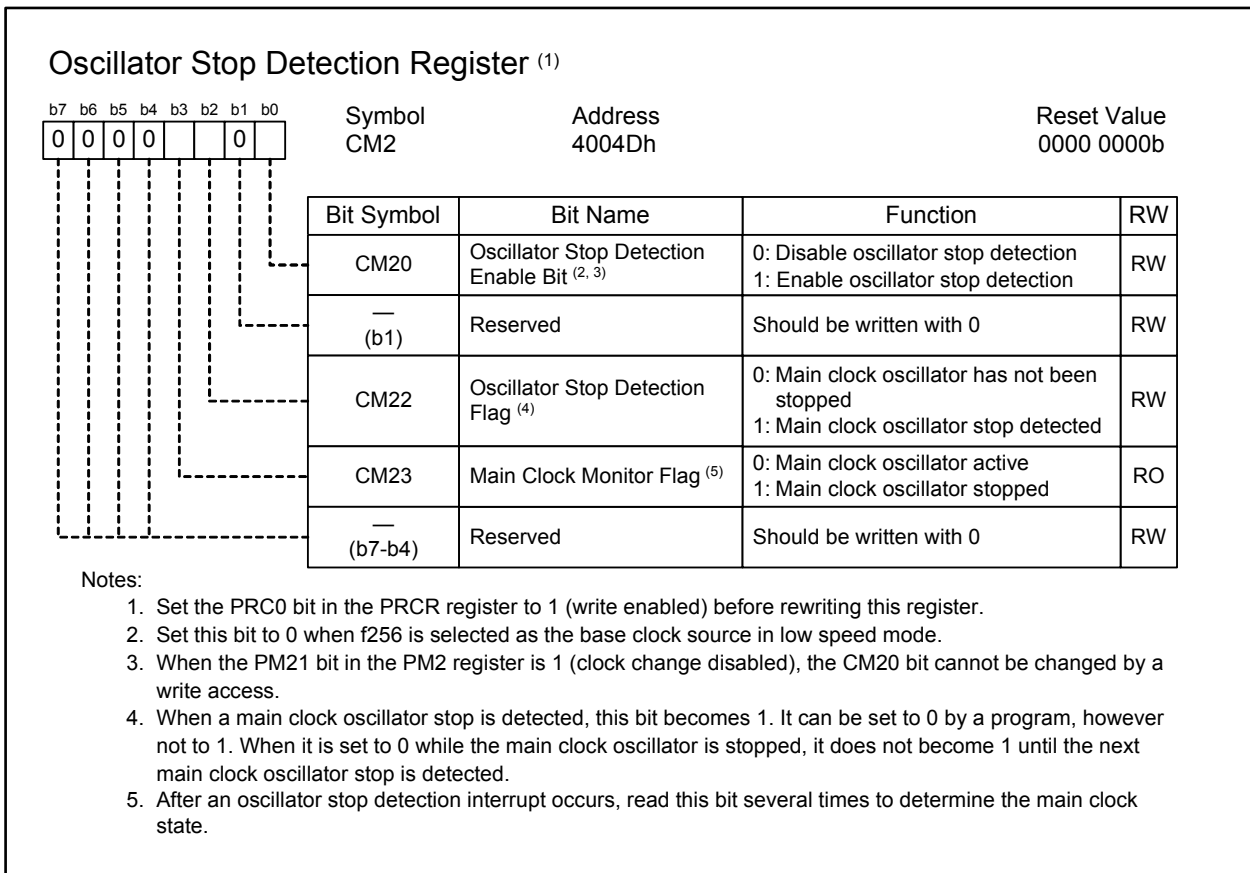 Oscillator Stop Detection Register (1)
b7 b6 b5 b4 b3 b2 b1 b0
0 0 0 0 0
Symbol Address Reset Value
CM2 4004Dh 0000 0000b
Bit Symbol Bit Name Function RW
CM20 Oscillator Stop Detection Enable Bit (2, 3) 0: Disable oscillator stop detection RW
1: Enable oscillator stop detection
—
(b1) Reserved Should be written with 0 RW
CM22 Oscillator Stop Detection Flag (4) 0: Main clock oscillator has not been RW
stopped
1: Main clock oscillator stop detected
CM23 Main Clock Monitor Flag (5) 0: Main clock oscillator active RO
1: Main clock oscillator stopped
—
(b7-b4) Reserved Should be written with 0 RW
Notes:
1. Set the PRC0 bit in the PRCR register to 1 (write enabled) before rewriting this register.
2. Set this bit to 0 when f256 is selected as the base clock source in low speed mode.
3. When the PM21 bit in the PM2 register is 1 (clock change disabled), the CM20 bit cannot be changed by a
write access.
4. When a main clock oscillator stop is detected, this bit becomes 1. It can be set to 0 by a program, however
not to 1. When it is set to 0 while the main clock oscillator is stopped, it does not become 1 until the next
main clock oscillator stop is detected.
5. After an oscillator stop detection interrupt occurs, read this bit several times to determine the main clock
state.